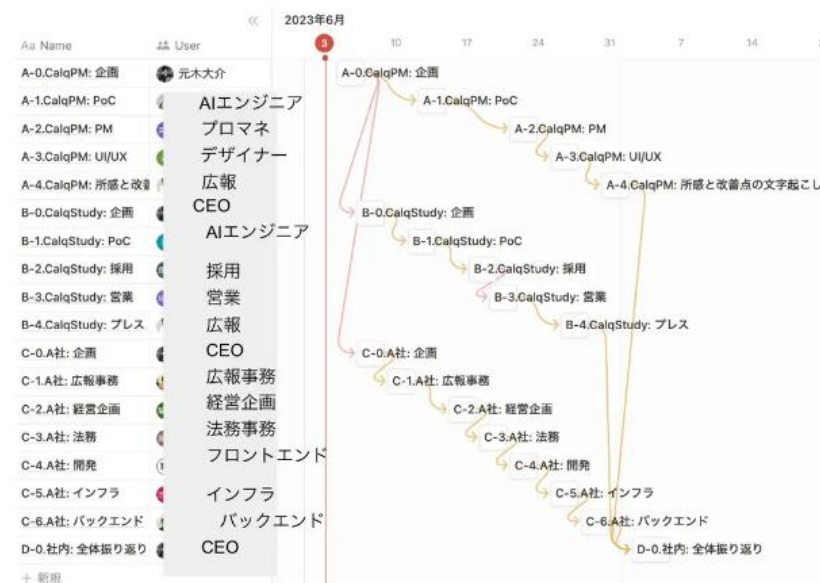 2023年6月
Aa Name
User
3
10
17
24
31
7
14
A-0.CalqPM: 企画
元木大介
A-0.CalqPM: 企画
A-1.CalqPM: PoC
AIエンジニア
A-1.CalqPM: PoC
A-2.CalqPM: PM
プロマネ
A-2.CalqPM: PM
A-3.CalqPM: UI/UX
デザイナー
A-3.CalqPM: UI/UX
A-4.CalqPM: 所感と改善
広報
A-4.CalqPM: 所感と改善点の文字起こし
B-0.CalqStudy: 企画
CEO
B-0.CalqStudy: 企画
B-1.CalqStudy: PoC
AIエンジニア
B-1.CalqStudy: PoC
B-2.CalqStudy: 採用
採用
B-2.CalqStudy: 採用
B-3.CalqStudy: 営業
営業
B-3.CalqStudy: 営業
B-4.CalqStudy: プレス
広報
B-4.CalqStudy: プレス
C-0.A社: 企画
CEO
C-0.A社: 企画
C-1.A社: 広報事務
広報事務
C-1.A社: 広報事務
C-2.A社: 経営企画
経営企画
C-2.A社: 経営企画
C-3.A社: 法務
法務事務
C-3.A社: 法務
C-4.A社: 開発
フロントエンド
C-4.A社: 開発
C-5.A社: インフラ
インフラ
C-5.A社: インフラ
C-6.A社: バックエンド
バックエンド
C-6.A社: バックエンド
D-0.社内: 全体振り返り
CEO
D-0.社内: 全体振り返り
+ 新規